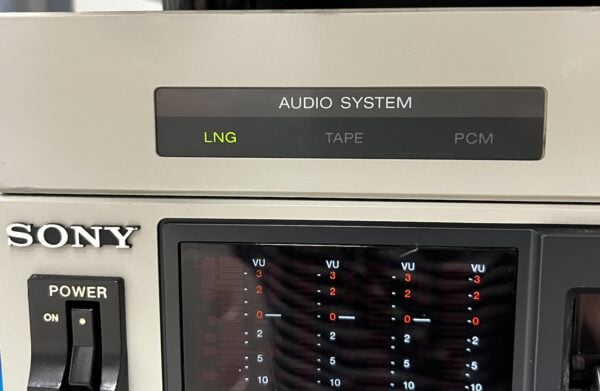 AUDIO SYSTEM
LNG TAPE PCM
SONY
POWER
ON
VU VU VU VU
3 3 3 3
2 2 2 2
0 0 0 0
2 2 2 2
5 5 5 5
10 10 10 10